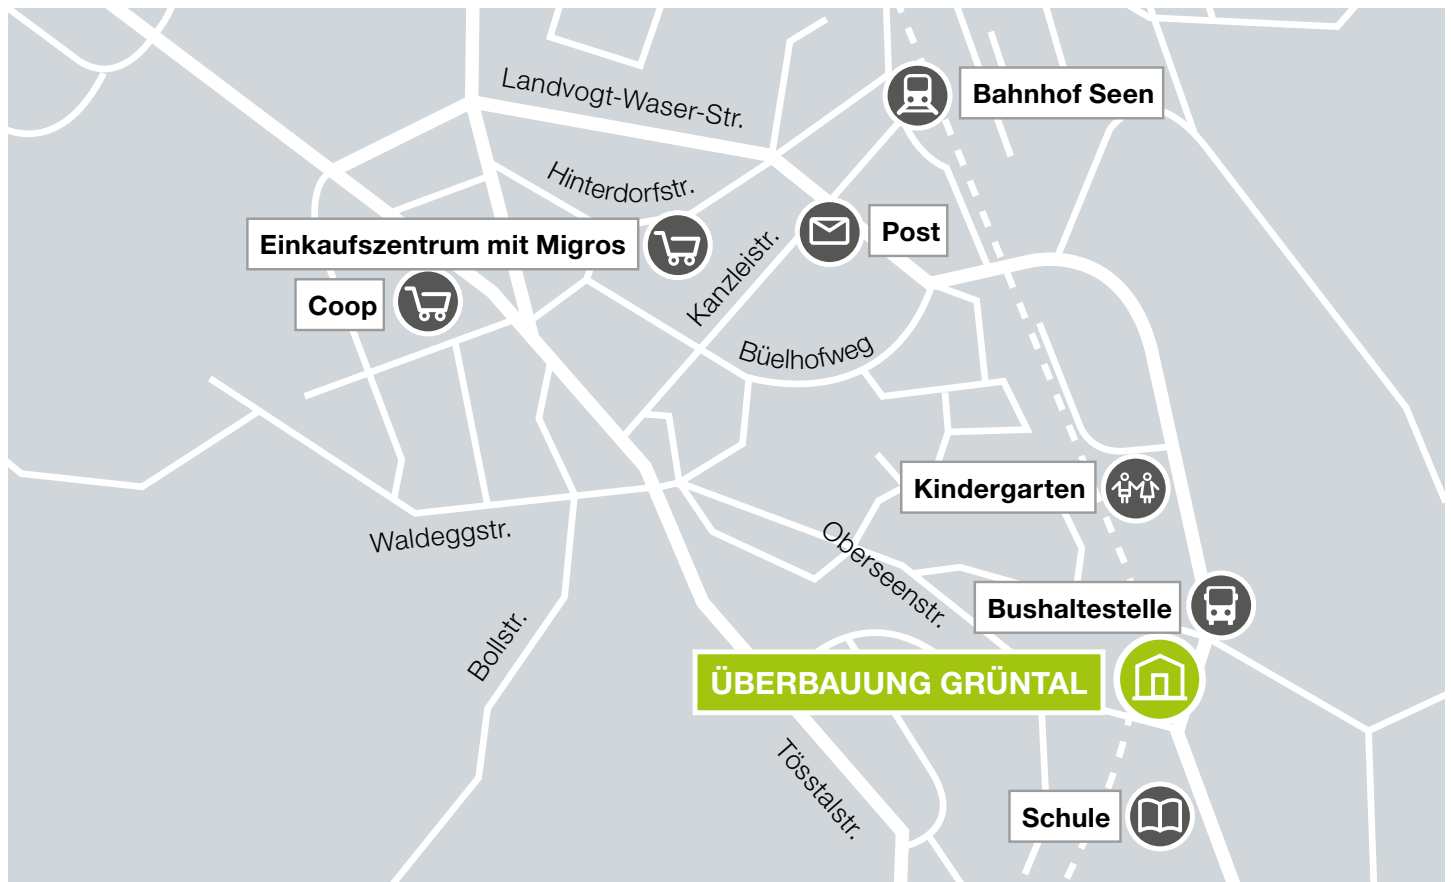 Landvogt-Waser-Str.
Bahnhof Seen
Hinterdorfstr.
Einkaufszentrum mit Migros
Post
Kanzleistr.
Coop
Büelhofweg
Kindergarten
Waldeggstr.
Oberseenstr.
Bushaltestelle
Bollstr.
ÜBERBAUUNG GRÜNTAL
Tösstalstr.
Schule